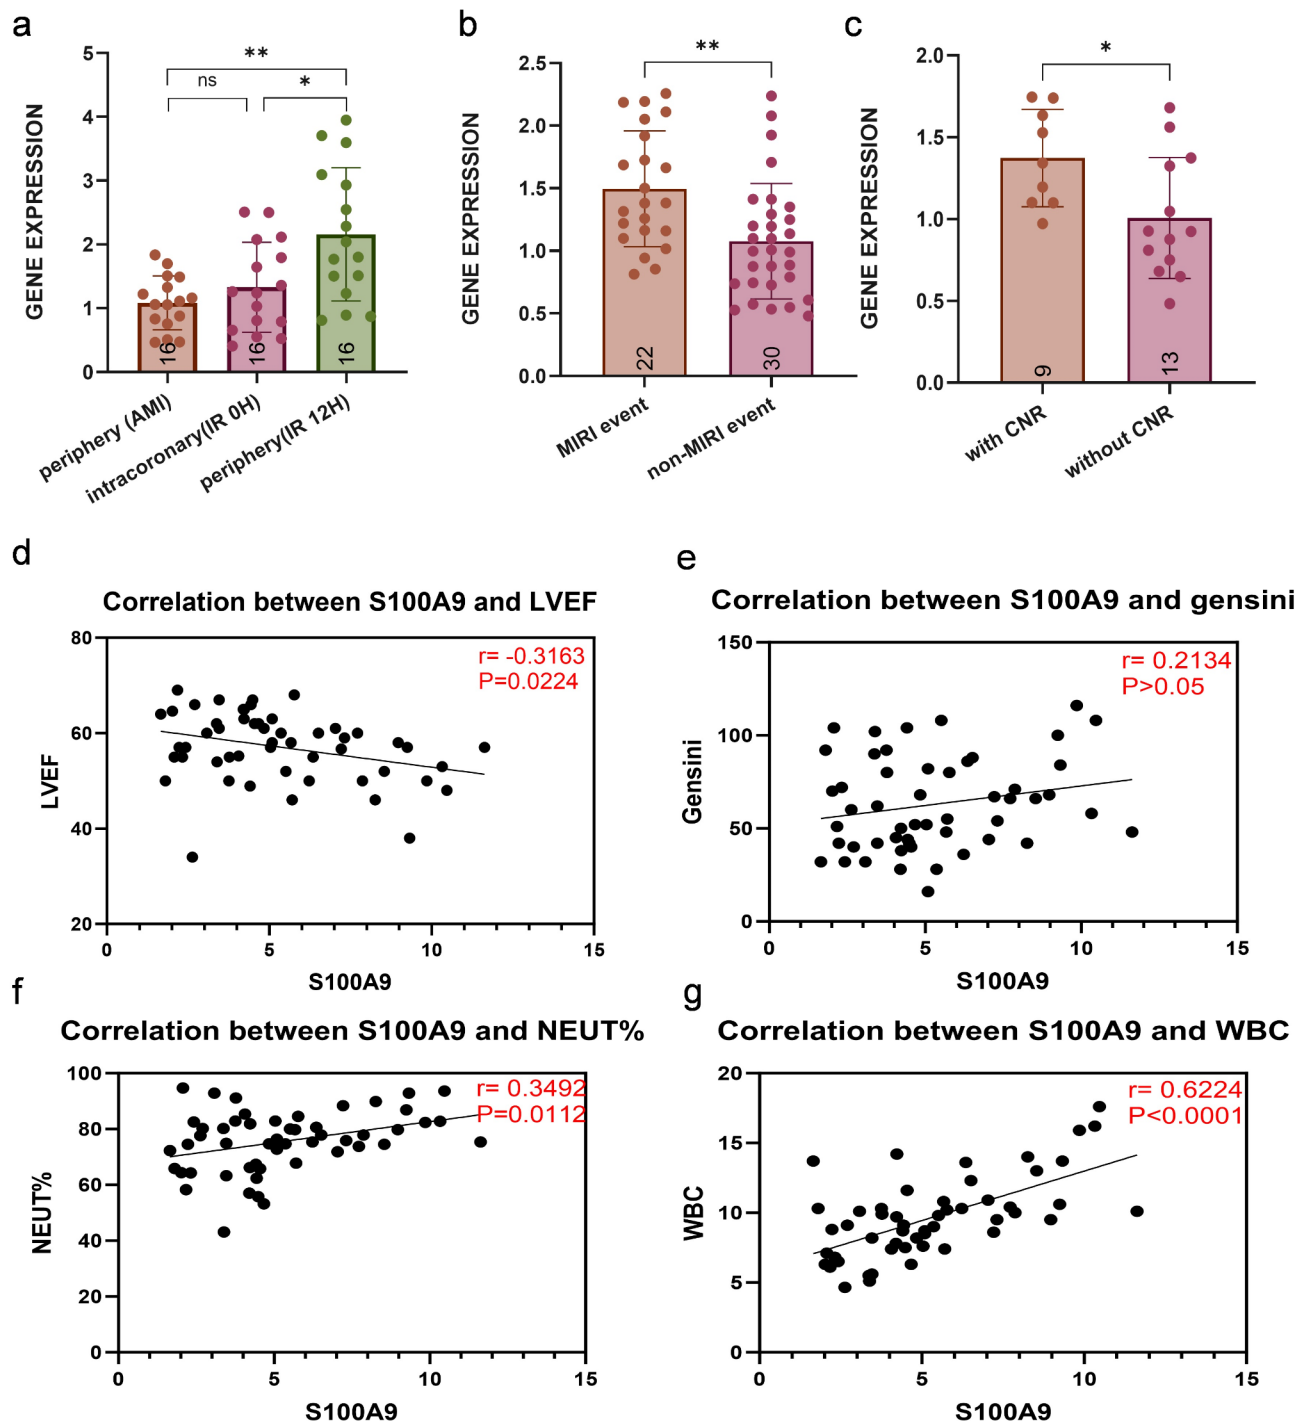 a
GENE EXPRESSION
5
4
3
2
1
0
**
ns
*
16
16
16
periphery (AMI)
intracoronary(IR 0H)
periphery(IR 12H)
b
GENE EXPRESSION
2.5
2.0
1.5
1.0
0.5
0.0
**
22
30
MIRI event
non-MIRI event
c
GENE EXPRESSION
2.0
1.5
1.0
0.5
0.0
*
9
13
with CNR
without CNR
d
Correlation between S100A9 and LVEF
r= -0.3163
P=0.0224
LVEF
80
60
40
20
0 5 10 15
S100A9
e
Correlation between S100A9 and gensini
r= 0.2134
P>0.05
Gensini
150
100
50
0
0 5 10 15
S100A9
f
Correlation between S100A9 and NEUT%
r= 0.3492
P=0.0112
NEUT%
100
80
60
40
20
0
0 5 10 15
S100A9
g
Correlation between S100A9 and WBC
r= 0.6224
P<0.0001
WBC
20
15
10
5
0
0 5 10 15
S100A9